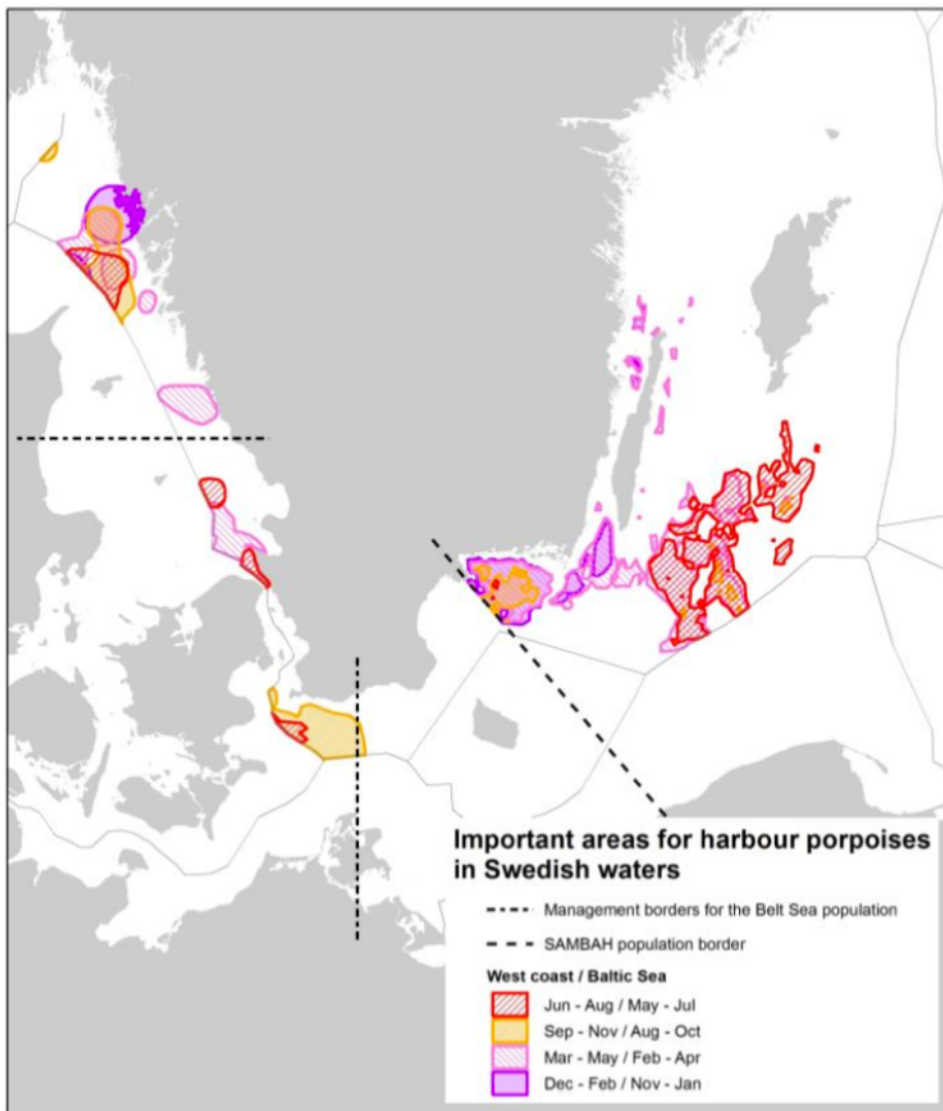 Important areas for harbour porpoises
in Swedish waters
Management borders for the Belt Sea population
SAMBAH population border
West coast / Baltic Sea
Jun - Aug / May - Jul
Sep - Nov / Aug - Oct
Mar - May / Feb - Apr
Dec - Feb / Nov - Jan